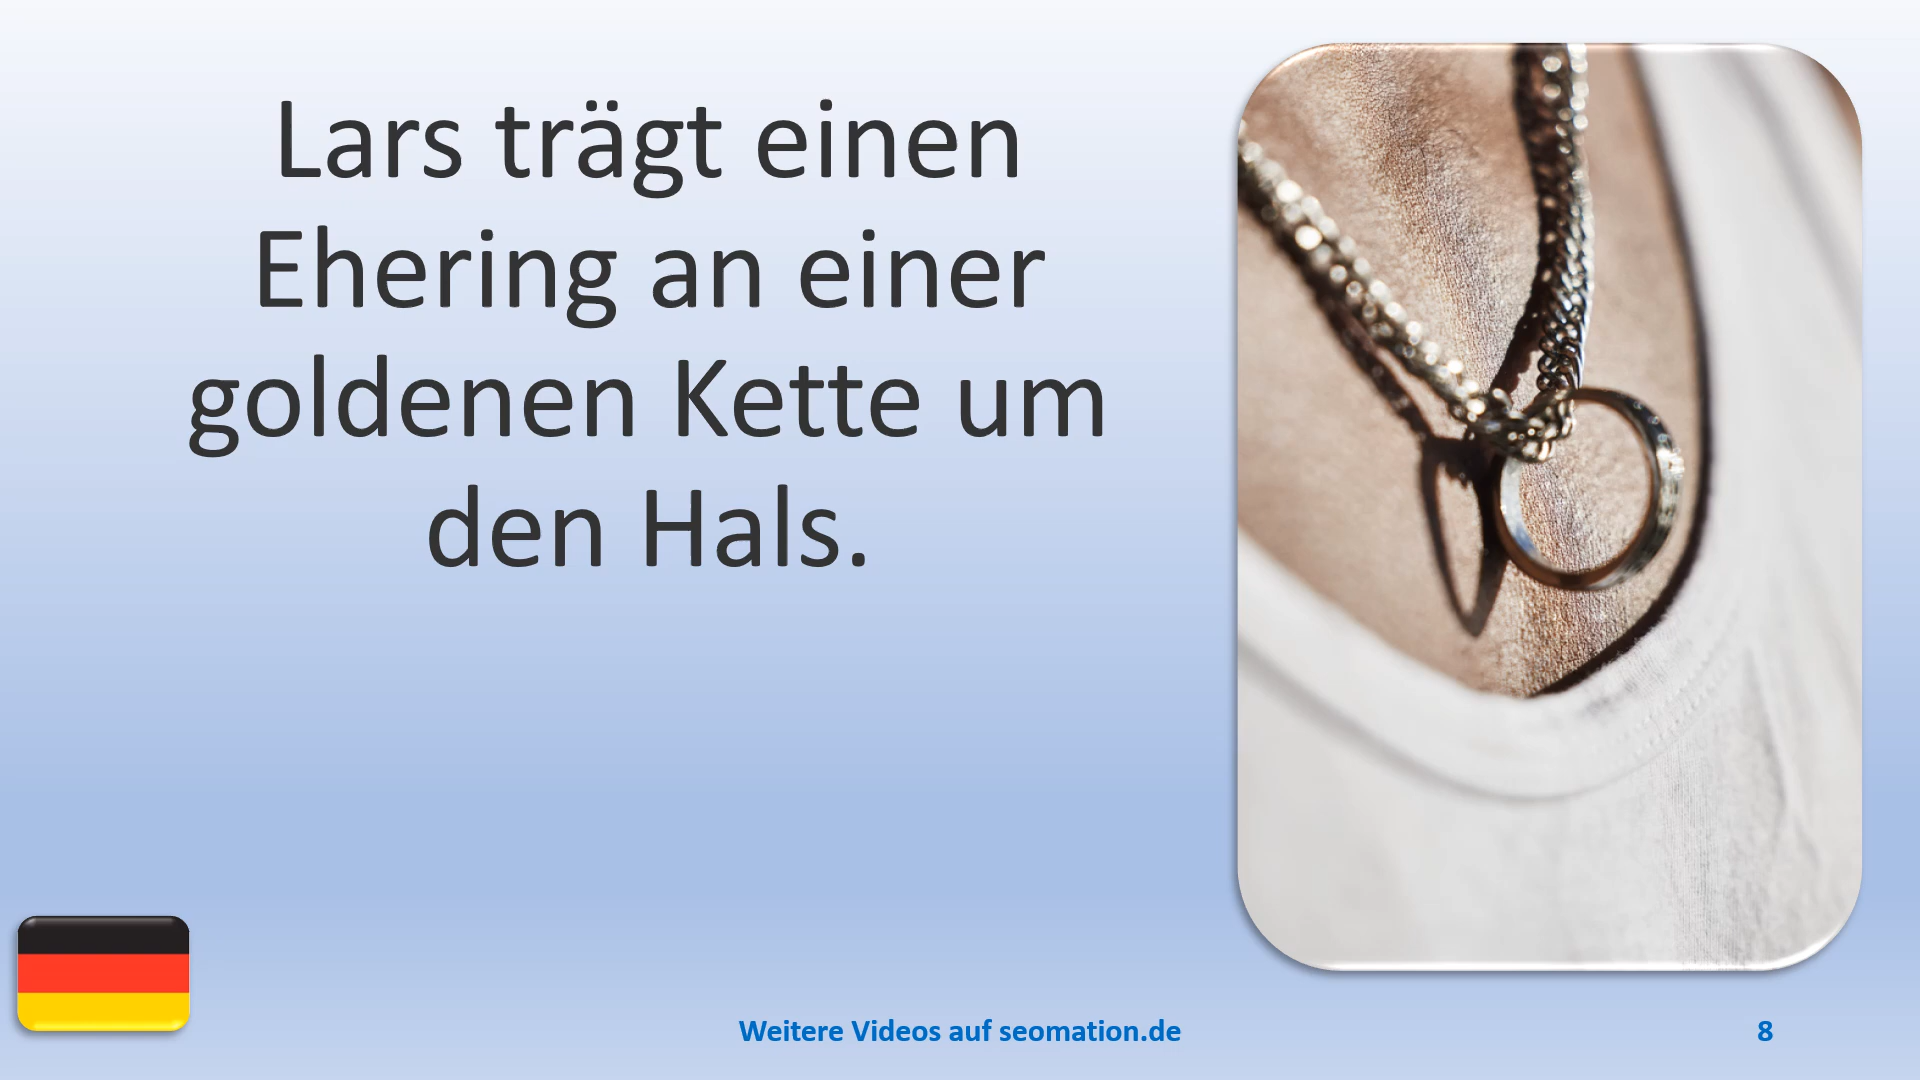 Lars trägt einen
Ehering an einer
goldenen Kette um
den Hals.
Weitere Videos auf seomation.de
8